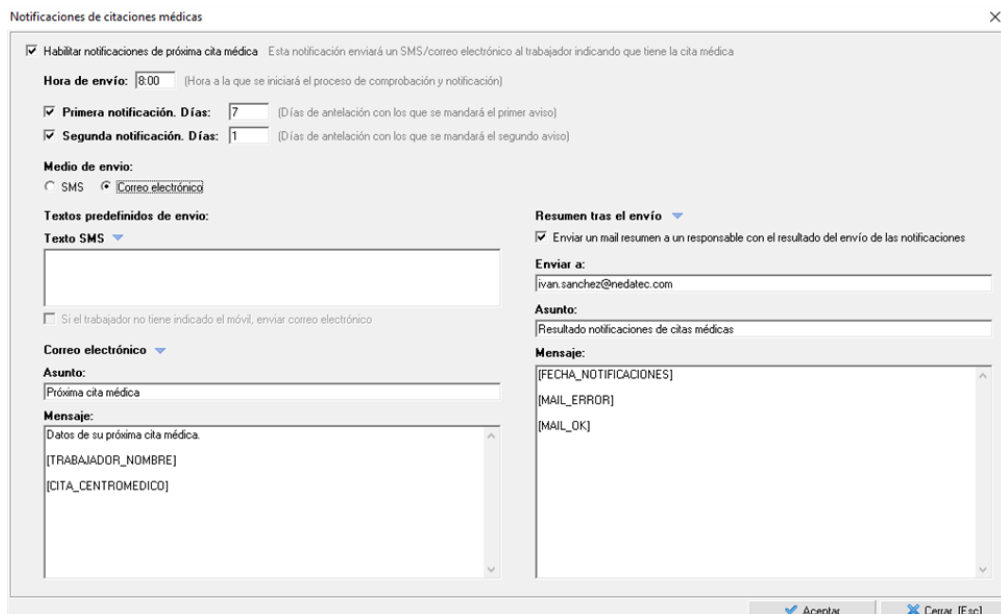 Notificaciones de citaciones médicas
Habilitar notificaciones de próxima cita médica Esta notificación enviará un SMS/correo electrónico al trabajador indicando que tiene la cita médica
Hora de envío: 8:00 (Hora a la que se iniciará el proceso de comprobación y notificación)
Primera notificación. Días: 7 (Días de antelación con los que se mandará el primer aviso)
Segunda notificación. Días: 1 (Días de antelación con los que se mandará el segundo aviso)
Medio de envio:
SMS Correo electrónico
Textos predefinidos de envio:
Texto SMS
Si el trabajador no tiene indicado el móvil, enviar correo electrónico
Correo electrónico
Asunto:
Próxima cita médica
Mensaje:
Datos de su próxima cita médica.
[TRABAJADOR_NOMBRE]
[CITA_CENTROMEDICO]
Resumen tras el envío
Enviar un mail resumen a un responsable con el resultado del envío de las notificaciones
Enviar a:
ivan.sanchez@nedatec.com
Asunto:
Resultado notificaciones de citas médicas
Mensaje:
[FECHA_NOTIFICACIONES]
[MAIL_ERROR]
[MAIL_OK]
Aceptar Cerrar [Esc]